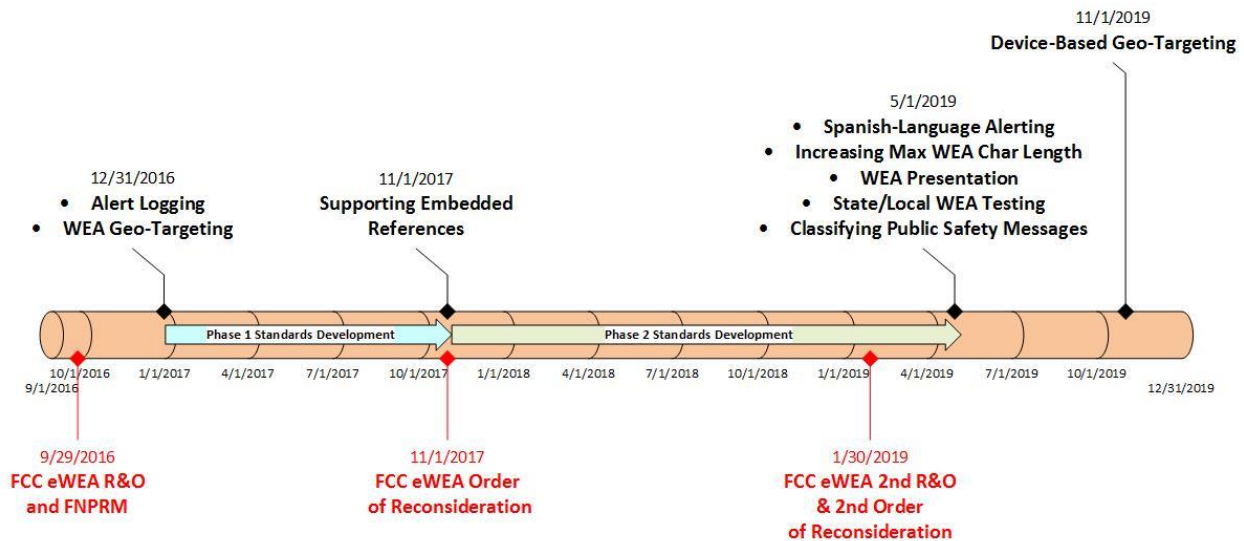 11/1/2019
Device-Based Geo-Targeting
5/1/2019
• Spanish-Language Alerting
• Increasing Max WEA Char Length
• WEA Presentation
• State/Local WEA Testing
• Classifying Public Safety Messages
12/31/2016
• Alert Logging
• WEA Geo-Targeting
11/1/2017
Supporting Embedded
References
Phase 1 Standards Development
Phase 2 Standards Development
10/1/2016
1/1/2017
4/1/2017
7/1/2017
10/1/2017
1/1/2018
4/1/2018
7/1/2018
10/1/2018
1/1/2019
4/1/2019
7/1/2019
10/1/2019
9/1/2016
12/31/2019
9/29/2016
FCC eWEA R&O
and FNPRM
11/1/2017
FCC eWEA Order
of Reconsideration
1/30/2019
FCC eWEA 2nd R&O
& 2nd Order
of Reconsideration